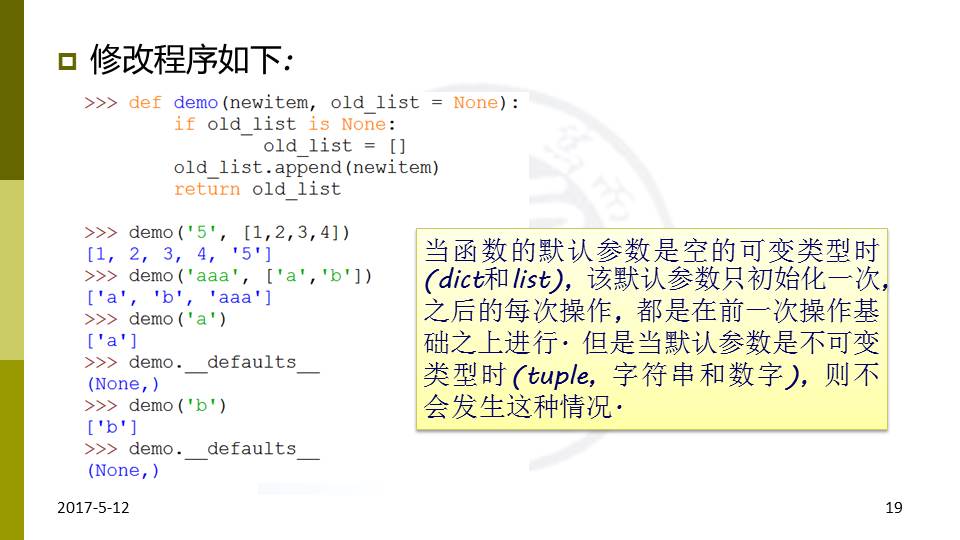 修改程序如下:
>>> def demo(newitem, old_list = None):
        if old_list is None:
                old_list = []
        old_list.append(newitem)
        return old_list
>>> demo('5', [1,2,3,4])
[1, 2, 3, 4, '5']
>>> demo('aaa', ['a','b'])
['a', 'b', 'aaa']
>>> demo('a')
['a']
>>> demo.__defaults__
(None,)
>>> demo('b')
['b']
>>> demo.__defaults__
(None,)
当函数的默认参数是空的可变类型时
(dict和list)，该默认参数只初始化一次，
之后的每次操作，都是在前一次操作基
础之上进行. 但是当默认参数是不可变
类型时(tuple，字符串和数字)，则不
会发生这种情况.
2017-5-12
19